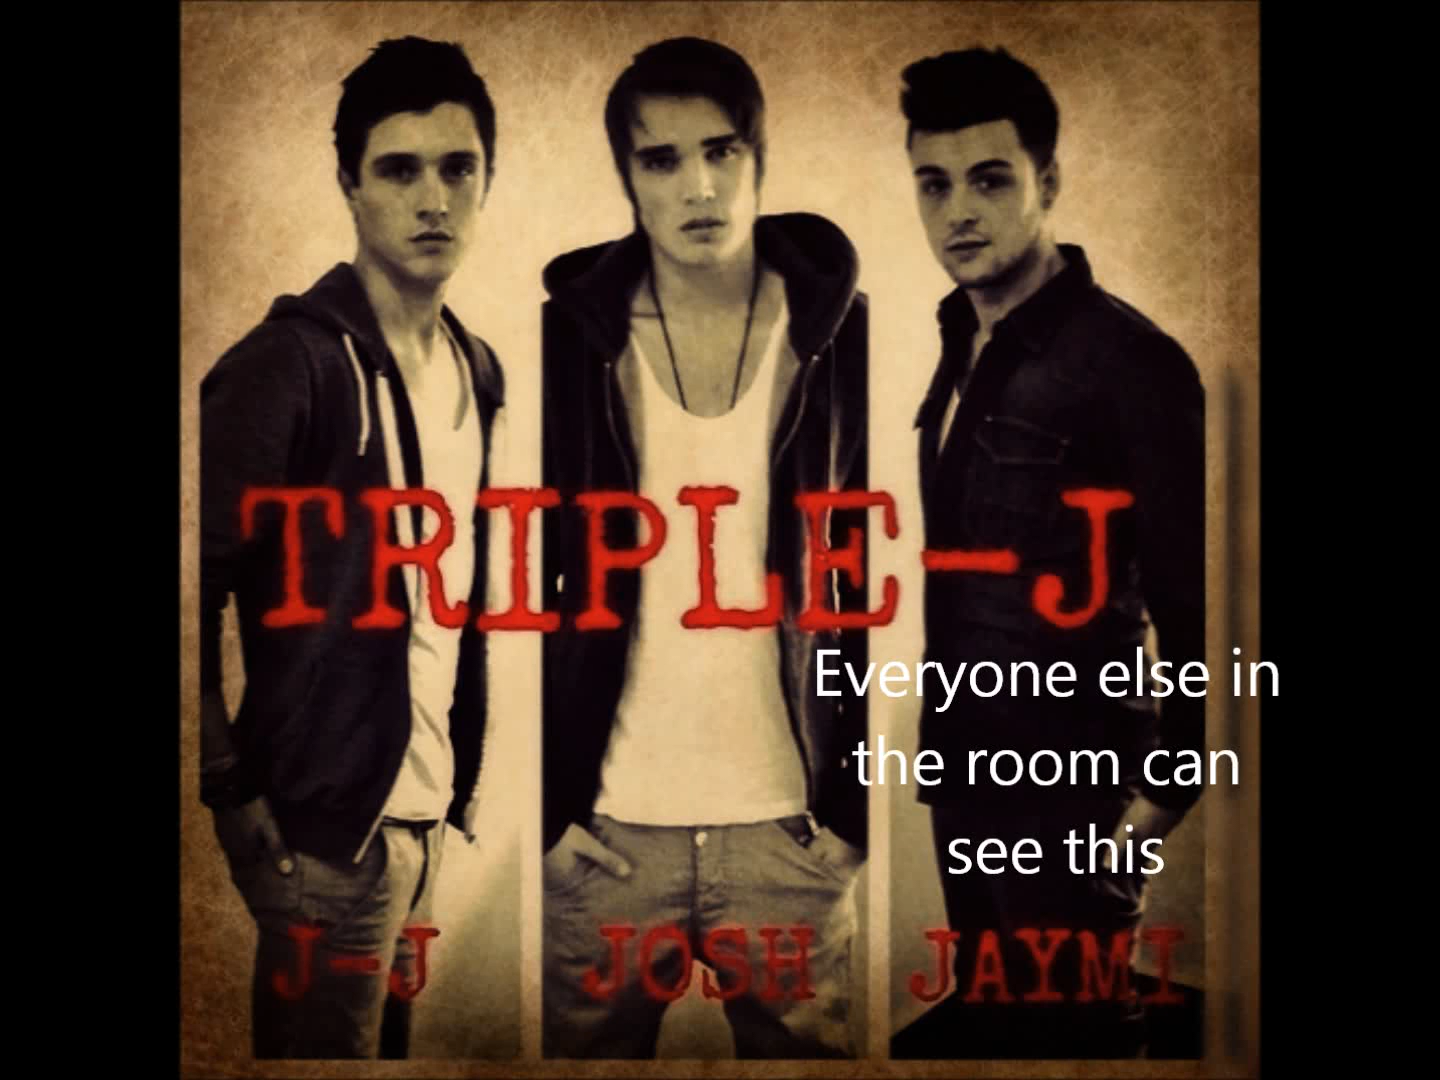 TRIPLE-J
Everyone else in
the room can
see this
J-J JOSH JAYMI